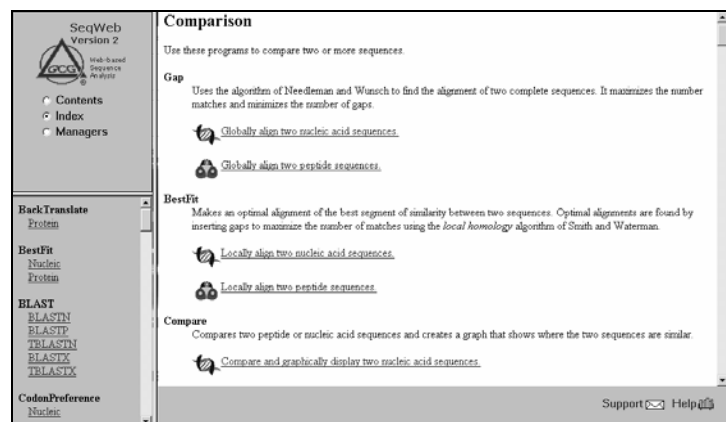 SeqWeb
Version 2
GCG
Web-based
Sequence
Analysis
Contents
Index
Managers
BackTranslate
Protein
BestFit
Nucleic
Protein
BLAST
BLASTN
BLASTP
TBLASTN
BLASTX
TBLASTX
CodonPreference
Nucleic
Comparison
Use these programs to compare two or more sequences.
Gap
Uses the algorithm of Needleman and Wunsch to find the alignment of two complete sequences. It maximizes the number
matches and minimizes the number of gaps.
Globally align two nucleic acid sequences.
Globally align two peptide sequences.
BestFit
Makes an optimal alignment of the best segment of similarity between two sequences. Optimal alignments are found by
inserting gaps to maximize the number of matches using the local homology algorithm of Smith and Waterman.
Locally align two nucleic acid sequences.
Locally align two peptide sequences.
Compare
Compares two peptide or nucleic acid sequences and creates a graph that shows where the two sequences are similar.
Compare and graphically display two nucleic acid sequences.
Support Help